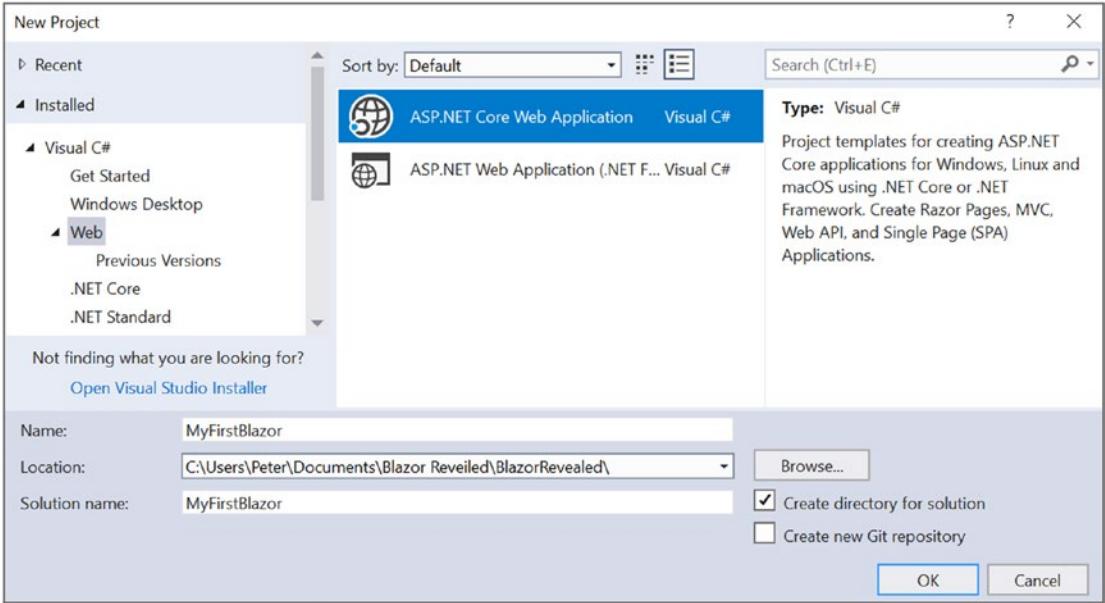 New Project
?
Recent
Installed
Visual C#
Get Started
Windows Desktop
Web
Previous Versions
.NET Core
.NET Standard
Not finding what you are looking for?
Open Visual Studio Installer
Sort by: Default
ASP.NET Core Web Application Visual C#
ASP.NET Web Application (.NET F... Visual C#
Search (Ctrl+E)
Type: Visual C#
Project templates for creating ASP.NET
Core applications for Windows, Linux and
macOS using .NET Core or .NET
Framework. Create Razor Pages, MVC,
Web API, and Single Page (SPA)
Applications.
Name: MyFirstBlazor
Location: C:\Users\Peter\Documents\Blazor Reveiled\BlazorRevealed\
Browse...
Solution name: MyFirstBlazor
Create directory for solution
Create new Git repository
OK Cancel